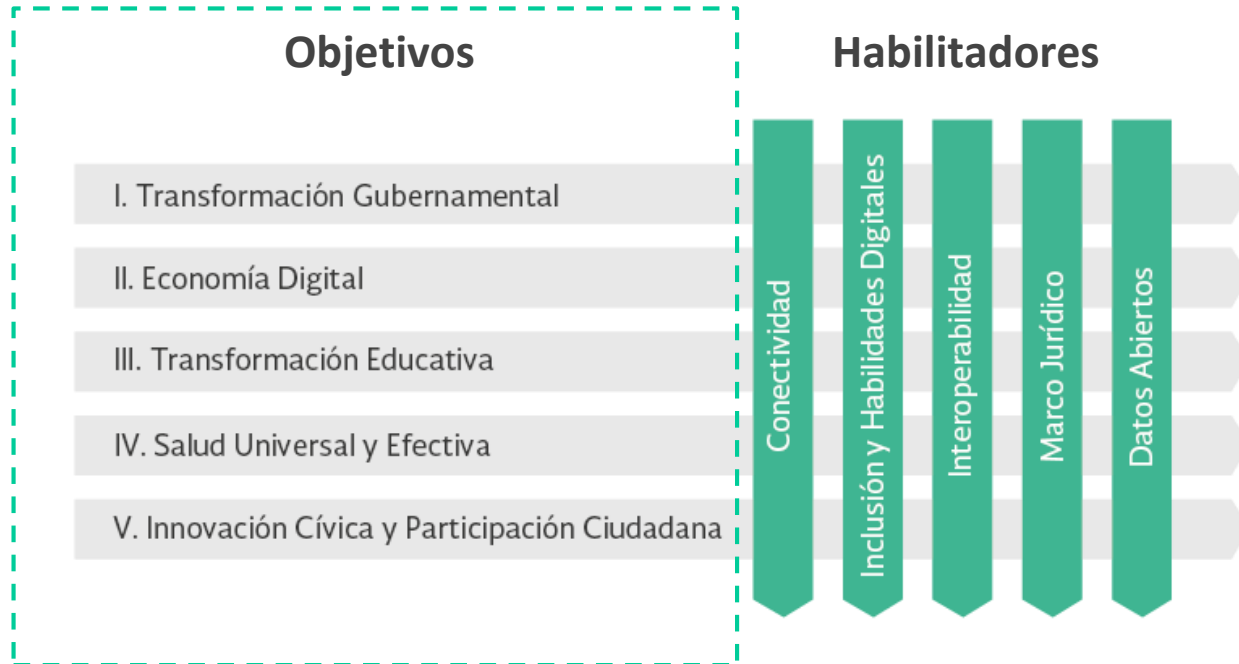 Objetivos
Habilitadores
I. Transformación Gubernamental
II. Economía Digital
III. Transformación Educativa
IV. Salud Universal y Efectiva
V. Innovación Cívica y Participación Ciudadana
Conectividad
Inclusión y Habilidades Digitales
Interoperabilidad
Marco Jurídico
Datos Abiertos